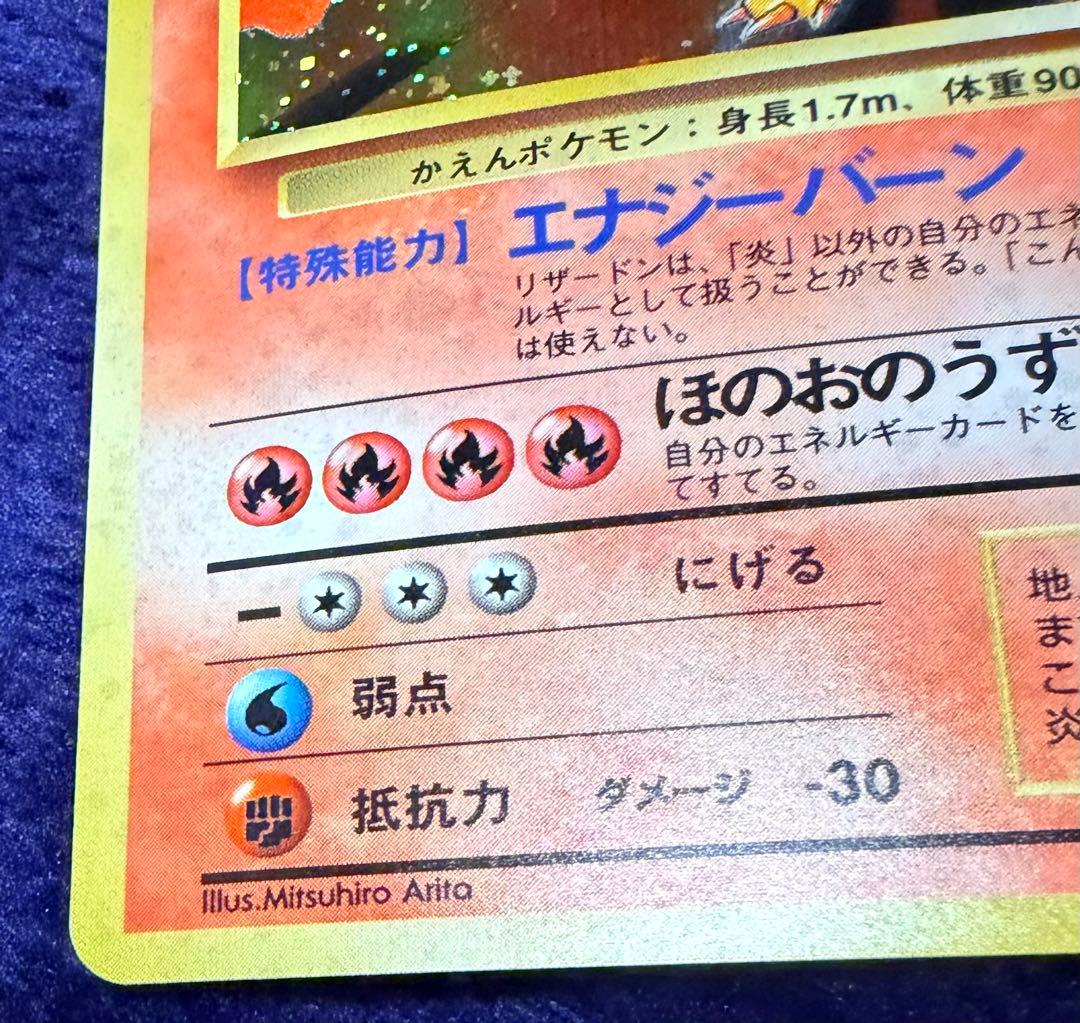 かえんポケモン：身長1.7m、体重90
【特殊能力】 エナジーバーン
リザードンは、「炎」以外の自分のエネ
ルギーとして扱うことができる。「こん
は使えない。
ほのおのうず
自分のエネルギーカードを
てすてる。
にげる
弱点
抵抗力 ダメージ -30
地
ま
こ
炎
Illus.Mitsuhiro Arita